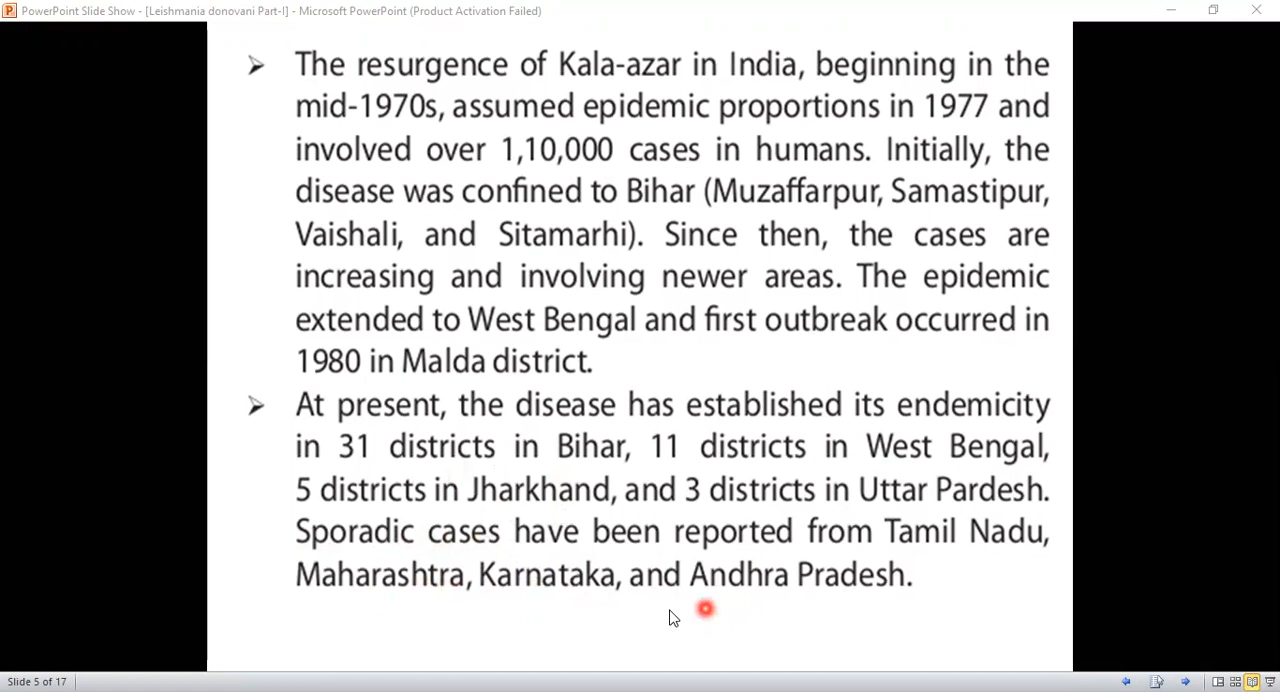 PowerPoint Slide Show - [Leishmania donovani Part-I] - Microsoft PowerPoint (Product Activation Failed)
The resurgence of Kala-azar in India, beginning in the
mid-1970s, assumed epidemic proportions in 1977 and
involved over 1,10,000 cases in humans. Initially, the
disease was confined to Bihar (Muzaffarpur, Samastipur,
Vaishali, and Sitamarhi). Since then, the cases are
increasing and involving newer areas. The epidemic
extended to West Bengal and first outbreak occurred in
1980 in Malda district.
At present, the disease has established its endemicity
in 31 districts in Bihar, 11 districts in West Bengal,
5 districts in Jharkhand, and 3 districts in Uttar Pardesh.
Sporadic cases have been reported from Tamil Nadu,
Maharashtra, Karnataka, and Andhra Pradesh.
Slide 5 of 17